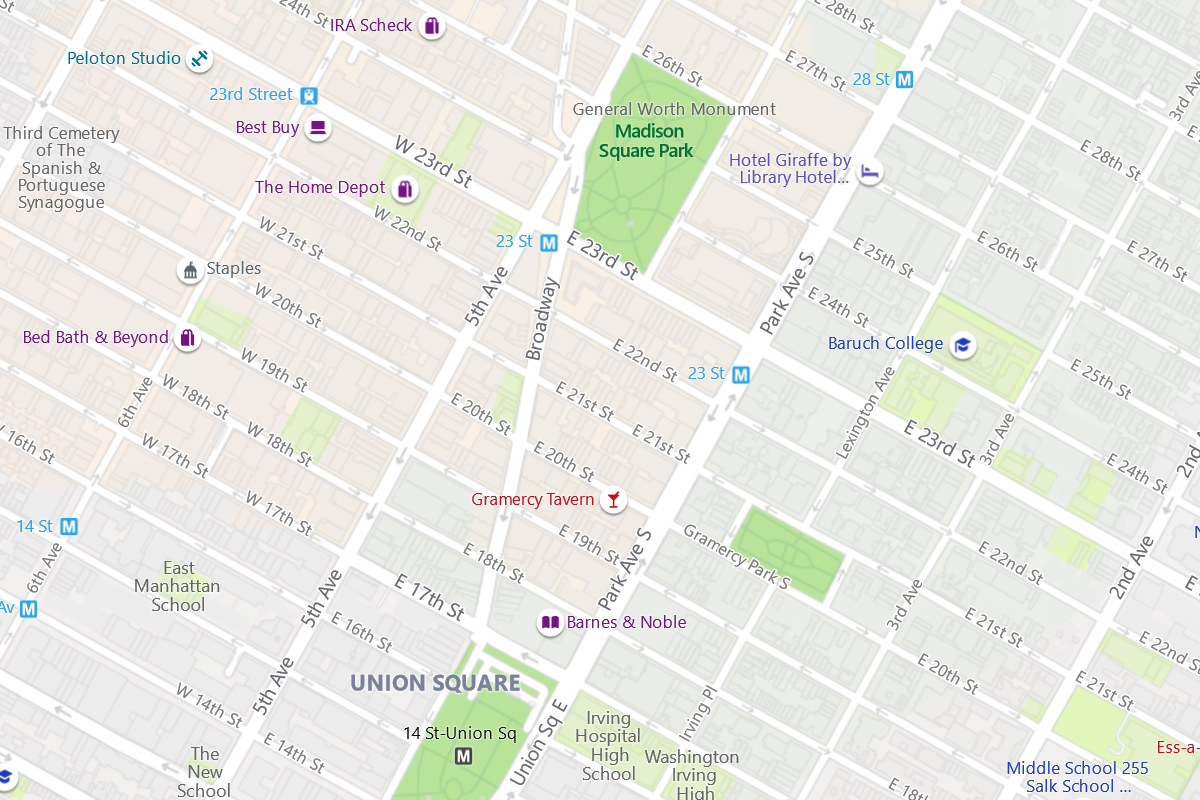 24th St
IRA Scheck
E 28th St
Peloton Studio
E 26th St
E 27th St
28 St
23rd Street
3rd Ave
General Worth Monument
Best Buy
Madison
Square Park
Third Cemetery
of The
Spanish &
Portuguese
Synagogue
W 23rd St
E 28th St
Hotel Giraffe by
Library Hotel...
The Home Depot
W 22nd St
W 21st St
23 St
E 23rd St
E 25th St
E 26th St
E 27th St
Staples
5th Ave
Park Ave S
W 20th St
Broadway
E 24th St
Bed Bath & Beyond
Baruch College
W 19th St
E 22nd St
23 St
E 25th St
6th Ave
W 18th St
E 20th St
E 21st St
Lexington Ave
W 16th St
W 17th St
W 18th St
E 21st St
E 23rd St
3rd Ave
2nd A
E 20th St
E 24th St
Gramercy Tavern
W 17th St
14 St
E 19th St
Park Ave S
Gramercy Park S
6th Ave
East
Manhattan
School
E 18th St
E 22nd St
2nd Ave
5th Ave
E 17th St
3rd Ave
Av
Barnes & Noble
E 16th St
E 21st St
E 22nd St
UNION SQUARE
5th Ave
E 20th St
E 21st St
W 14th St
Irving Pl
Union Sq E
14 St-Union Sq
Irving
Hospital
High
School
E 14th St
The
New
School
Washington
Irving
High
Ess-a-
Middle School 255
Salk School ...
E 18th